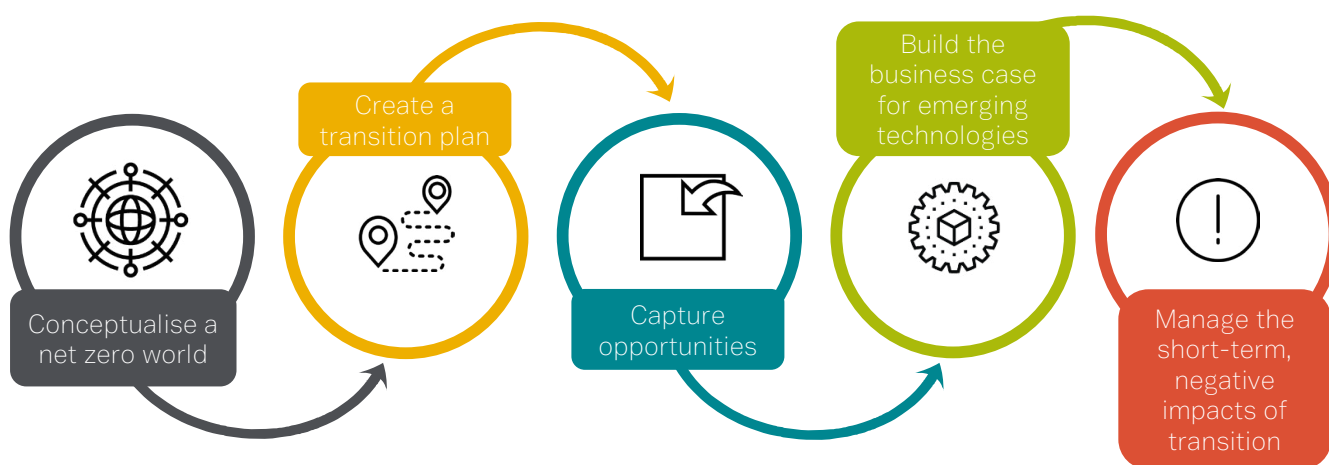 Conceptualise a
net zero world
Create a
transition plan
Capture
opportunities
Build the
business case
for emerging
technologies
Manage the
short-term,
negative
impacts of
transition